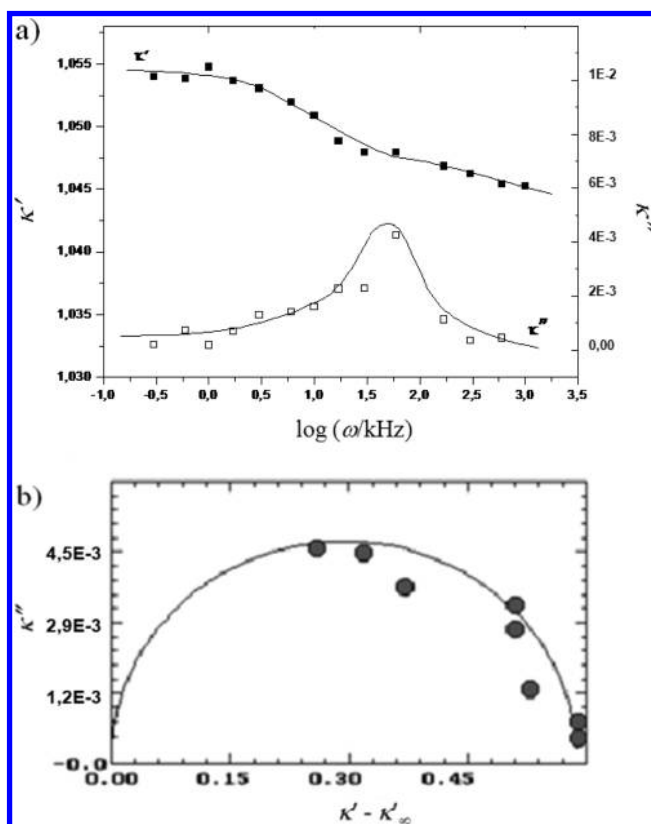 a)
κ'
1,055
1,050
1,045
1,040
1,035
1,030
κ'
1E-2
8E-3
6E-3
4E-3
2E-3
0,00
κ"
κ"
-1,0 -0,5 0,0 0,5 1,0 1,5 2,0 2,5 3,0 3,5
log (ω/kHz)
b)
κ"
4,5E-3
2,9E-3
1,2E-3
-0.0
0.00 0.15 0.30 0.45
κ' - κ'∞